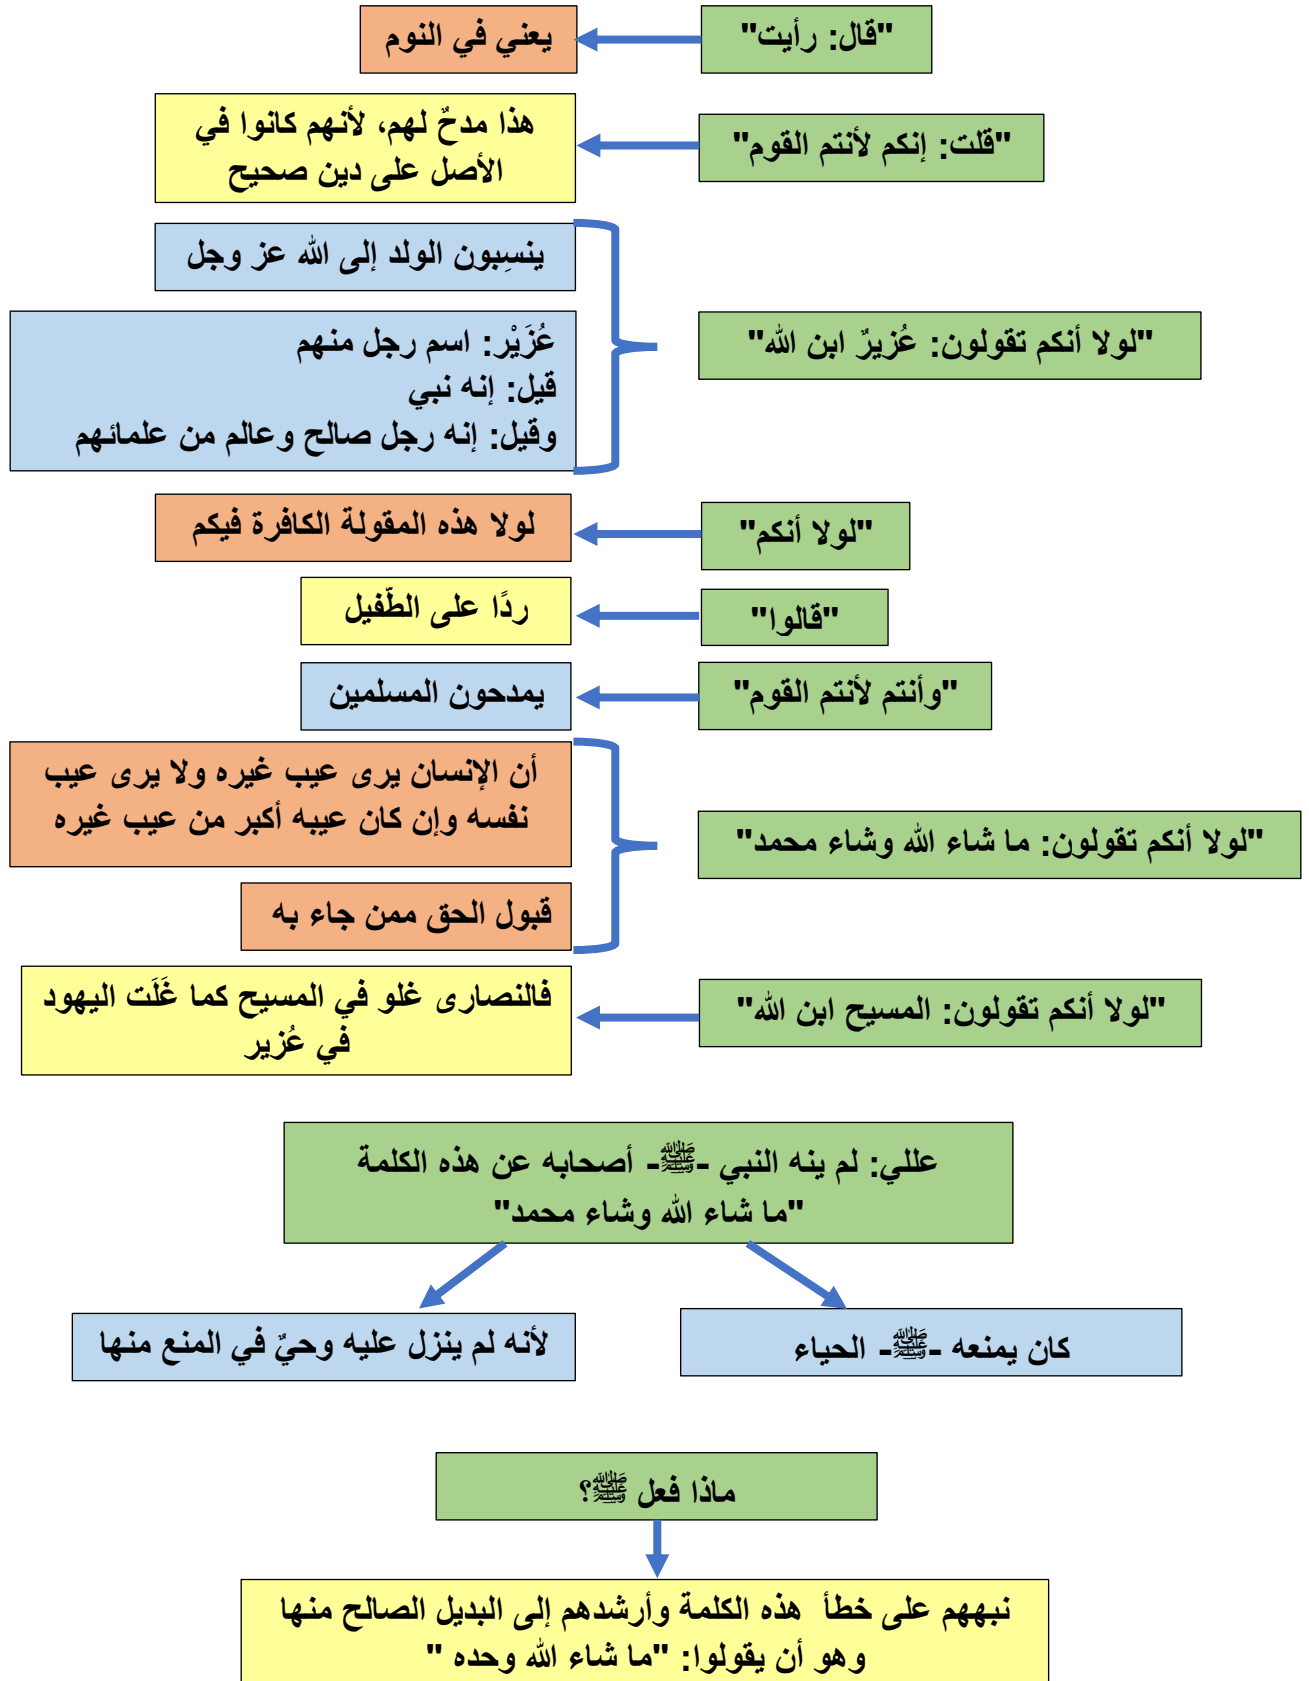 "قال: رأيت"
يعني في النوم
"قلت: إنكم لأنتم القوم"
هذا مدحٌ لهم، لأنهم كانوا في
الأصل على دين صحيح
"لولا أنكم تقولون: عُزيرٌ ابن الله"
ينسِبون الولد إلى الله عز وجل
عُزَيْر: اسم رجل منهم
قيل: إنه نبي
وقيل: إنه رجل صالح وعالم من علمائهم
"لولا أنكم"
لولا هذه المقولة الكافرة فيكم
"قالوا"
ردًا على الطّفيل
"وأنتم لأنتم القوم"
يمدحون المسلمين
"لولا أنكم تقولون: ما شاء الله وشاء محمد"
أن الإنسان يرى عيب غيره ولا يرى عيب
نفسه وإن كان عيبه أكبر من عيب غيره
قبول الحق ممن جاء به
"لولا أنكم تقولون: المسيح ابن الله"
فالنصارى غلو في المسيح كما غَلَت اليهود
في عُزير
عللي: لم ينه النبي -ﷺ- أصحابه عن هذه الكلمة
"ما شاء الله وشاء محمد"
كان يمنعه -ﷺ- الحياء
لأنه لم ينزل عليه وحيٌ في المنع منها
ماذا فعل ﷺ؟
نبههم على خطأ هذه الكلمة وأرشدهم إلى البديل الصالح منها
وهو أن يقولوا: "ما شاء الله وحده "